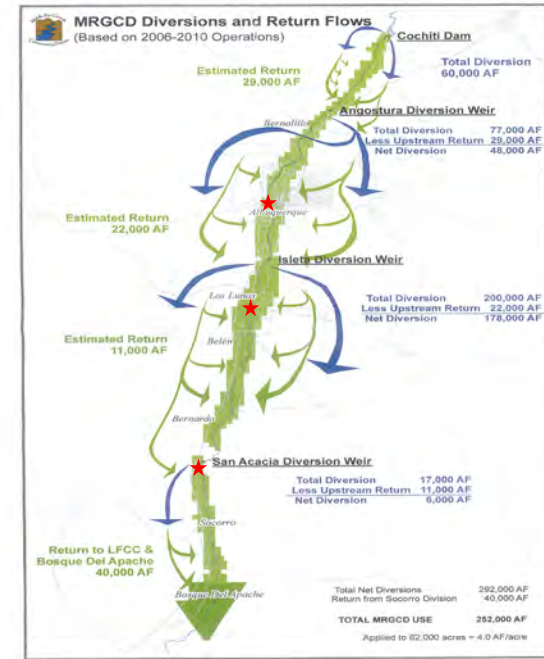 MRGCD Diversions and Return Flows
(Based on 2006-2010 Operations)
Cochiti Dam
Total Diversion
60,000 AF
Estimated Return
29,000 AF
Angostura Diversion Weir
Bernalillo
Total Diversion 77,000 AF
Less Upstream Return 29,000 AF
Net Diversion 48,000 AF
Albuquerque
Estimated Return
22,000 AF
Isleta Diversion Weir
Los Lunas
Total Diversion 200,000 AF
Less Upstream Return 22,000 AF
Net Diversion 178,000 AF
Estimated Return
11,000 AF
Belén
Bernardo
San Acacia Diversion Weir
Total Diversion 17,000 AF
Less Upstream Return 11,000 AF
Net Diversion 6,000 AF
Socorro
Return to LFCC &
Bosque Del Apache
40,000 AF
Bosque Del Apache
Total Net Diversions 292,000 AF
Return from Socorro Division 40,000 AF
TOTAL MRGCD USE 252,000 AF
Applied to 62,000 acres = 4.0 AF/acre